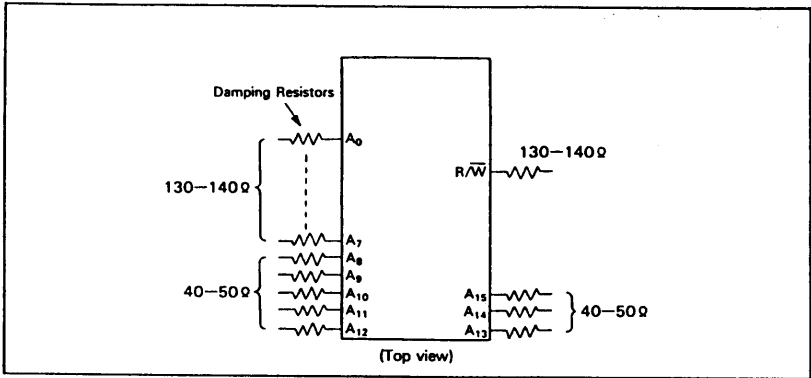 Damping Resistors
A₀
130–140Ω
R/W̅
130–140Ω
A₇
A₈
A₉
40–50Ω
A₁₀
A₁₁
A₁₂
A₁₅
A₁₄
A₁₃
40–50Ω
(Top view)